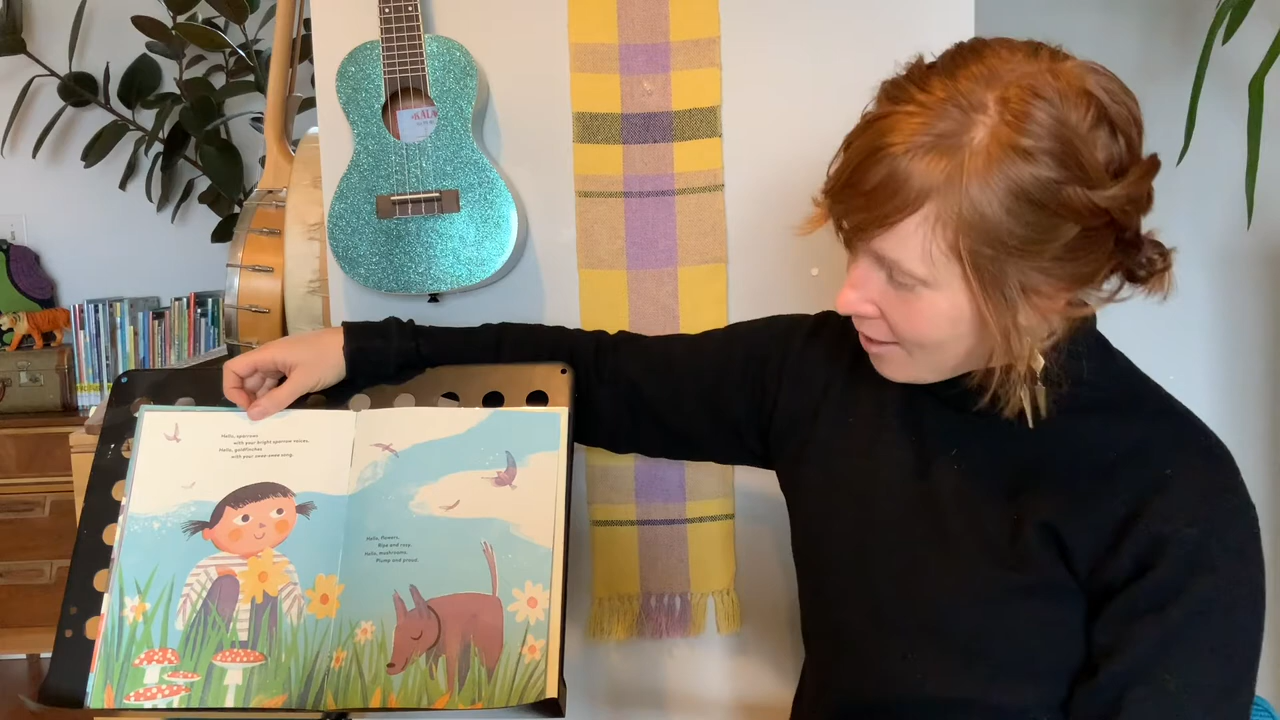 KALA
Hello, sparrows
with your bright sparrow voices.
Hello, goldfinches
with your swee-swee song.
Hello, flowers,
Ripe and rosy.
Hello, mushrooms,
Plump and proud.